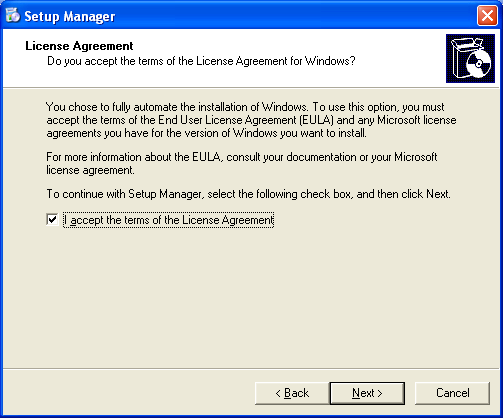 Setup Manager
License Agreement
Do you accept the terms of the License Agreement for Windows?
You chose to fully automate the installation of Windows. To use this option, you must
accept the terms of the End User License Agreement (EULA) and any Microsoft license
agreements you have for the version of Windows you want to install.
For more information about the EULA, consult your documentation or your Microsoft
license agreement.
To continue with Setup Manager, select the following check box, and then click Next.
I accept the terms of the License Agreement
< Back
Next >
Cancel